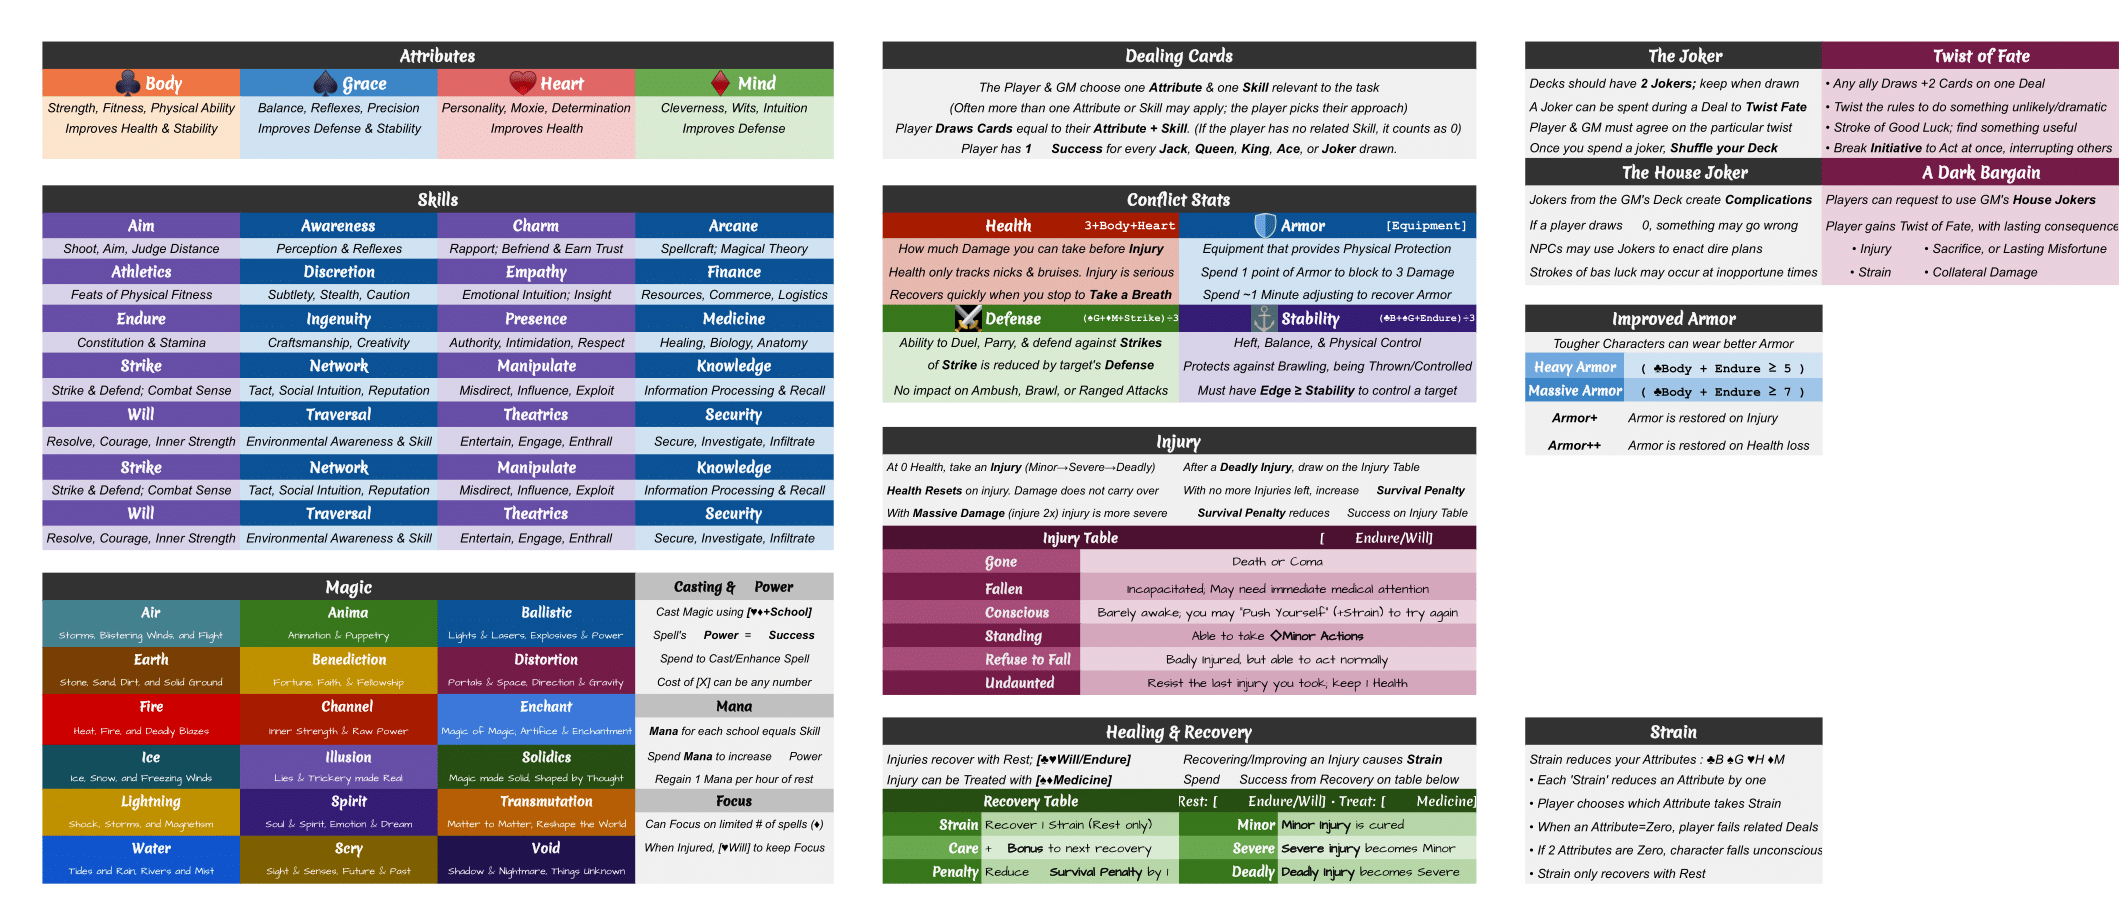 Attributes
♣ Body ♠ Grace ♥ Heart ♦ Mind
Strength, Fitness, Physical Ability Balance, Reflexes, Precision Personality, Moxie, Determination Cleverness, Wits, Intuition
Improves Health & Stability Improves Defense & Stability Improves Health Improves Defense
Skills
Aim Awareness Charm Arcane
Shoot, Aim, Judge Distance Perception & Reflexes Rapport; Befriend & Earn Trust Spellcraft; Magical Theory
Athletics Discretion Empathy Finance
Feats of Physical Fitness Subtlety, Stealth, Caution Emotional Intuition; Insight Resources, Commerce, Logistics
Endure Ingenuity Presence Medicine
Constitution & Stamina Craftsmanship, Creativity Authority, Intimidation, Respect Healing, Biology, Anatomy
Strike Network Manipulate Knowledge
Strike & Defend; Combat Sense Tact, Social Intuition, Reputation Misdirect, Influence, Exploit Information Processing & Recall
Will Traversal Theatrics Security
Resolve, Courage, Inner Strength Environmental Awareness & Skill Entertain, Engage, Enthrall Secure, Investigate, Infiltrate
Strike Network Manipulate Knowledge
Strike & Defend; Combat Sense Tact, Social Intuition, Reputation Misdirect, Influence, Exploit Information Processing & Recall
Will Traversal Theatrics Security
Resolve, Courage, Inner Strength Environmental Awareness & Skill Entertain, Engage, Enthrall Secure, Investigate, Infiltrate
Magic
Air Anima Ballistic
Storms, Blistering Winds, and Flight Animation & Puppetry Lights & Lasers, Explosives & Power
Earth Benediction Distortion
Stone, Sand, Dirt, and Solid Ground Fortune, Faith, & Fellowship Portals & Space, Direction & Gravity
Fire Channel Enchant
Heat, Fire, and Deadly Blazes Inner Strength & Raw Power Magic of Magic; Artifice & Enchantment
Ice Illusion Solidics
Ice, Snow, and Freezing Winds Lies & Trickery made Real Magic made Solid, Shaped by Thought
Lightning Spirit Transmutation
Shock, Storms, and Magnetism Soul & Spirit, Emotion & Dream Matter to Matter, Reshape the World
Water Scry Void
Tides and Rain, Rivers and Mist Sight & Senses, Future & Past Shadow & Nightmare, Things Unknown
Casting & Power
Cast Magic using [♥♦+School]
Spell's Power = Success
Spend to Cast/Enhance Spell
Cost of [X] can be any number
Mana
Mana for each school equals Skill
Spend Mana to increase Power
Regain 1 Mana per hour of rest
Focus
Can Focus on limited # of spells (♦)
When Injured, [♥Will] to keep Focus
Dealing Cards
The Player & GM choose one Attribute & one Skill relevant to the task
(Often more than one Attribute or Skill may apply; the player picks their approach)
Player Draws Cards equal to their Attribute + Skill. (If the player has no related Skill, it counts as 0)
Player has 1 Success for every Jack, Queen, King, Ace, or Joker drawn.
Conflict Stats
Health 3+Body+Heart Armor [Equipment]
How much Damage you can take before Injury Equipment that provides Physical Protection
Health only tracks nicks & bruises. Injury is serious Spend 1 point of Armor to block to 3 Damage
Recovers quickly when you stop to Take a Breath Spend ~1 Minute adjusting to recover Armor
Defense (♠G+♦M+Strike)÷3 Stability (♣B+♠G+Endure)÷3
Ability to Duel, Parry, & defend against Strikes Heft, Balance, & Physical Control
of Strike is reduced by target's Defense Protects against Brawling, being Thrown/Controlled
No impact on Ambush, Brawl, or Ranged Attacks Must have Edge ≥ Stability to control a target
Injury
At 0 Health, take an Injury (Minor→Severe→Deadly) After a Deadly Injury, draw on the Injury Table
Health Resets on injury. Damage does not carry over With no more Injuries left, increase Survival Penalty
With Massive Damage (injure 2x) injury is more severe Survival Penalty reduces Success on Injury Table
Injury Table [ Endure/Will]
Gone Death or Coma
Fallen Incapacitated; May need immediate medical attention
Conscious Barely awake; you may "Push Yourself" (+Strain) to try again
Standing Able to take ◇Minor Actions
Refuse to Fall Badly Injured, but able to act normally
Undaunted Resist the last injury you took; keep 1 Health
Healing & Recovery
Injuries recover with Rest; [♣♥Will/Endure] Recovering/Improving an Injury causes Strain
Injury can be Treated with [♠♦Medicine] Spend Success from Recovery on table below
Recovery Table Rest: [ Endure/Will] · Treat: [ Medicine]
Strain Recover 1 Strain (Rest only) Minor Minor Injury is cured
Care + Bonus to next recovery Severe Severe injury becomes Minor
Penalty Reduce Survival Penalty by 1 Deadly Deadly Injury becomes Severe
The Joker
Decks should have 2 Jokers; keep when drawn
A Joker can be spent during a Deal to Twist Fate
Player & GM must agree on the particular twist
Once you spend a joker, Shuffle your Deck
Twist of Fate
• Any ally Draws +2 Cards on one Deal
• Twist the rules to do something unlikely/dramatic
• Stroke of Good Luck; find something useful
• Break Initiative to Act at once, interrupting others
The House Joker
Jokers from the GM's Deck create Complications
If a player draws 0, something may go wrong
NPCs may use Jokers to enact dire plans
Strokes of bas luck may occur at inopportune times
A Dark Bargain
Players can request to use GM's House Jokers
Player gains Twist of Fate, with lasting consequence
• Injury • Sacrifice, or Lasting Misfortune
• Strain • Collateral Damage
Improved Armor
Tougher Characters can wear better Armor
Heavy Armor ( ♣Body + Endure ≥ 5 )
Massive Armor ( ♣Body + Endure ≥ 7 )
Armor+ Armor is restored on Injury
Armor++ Armor is restored on Health loss
Strain
Strain reduces your Attributes : ♣B ♠G ♥H ♦M
• Each 'Strain' reduces an Attribute by one
• Player chooses which Attribute takes Strain
• When an Attribute=Zero, player fails related Deals
• If 2 Attributes are Zero, character falls unconscious
• Strain only recovers with Rest